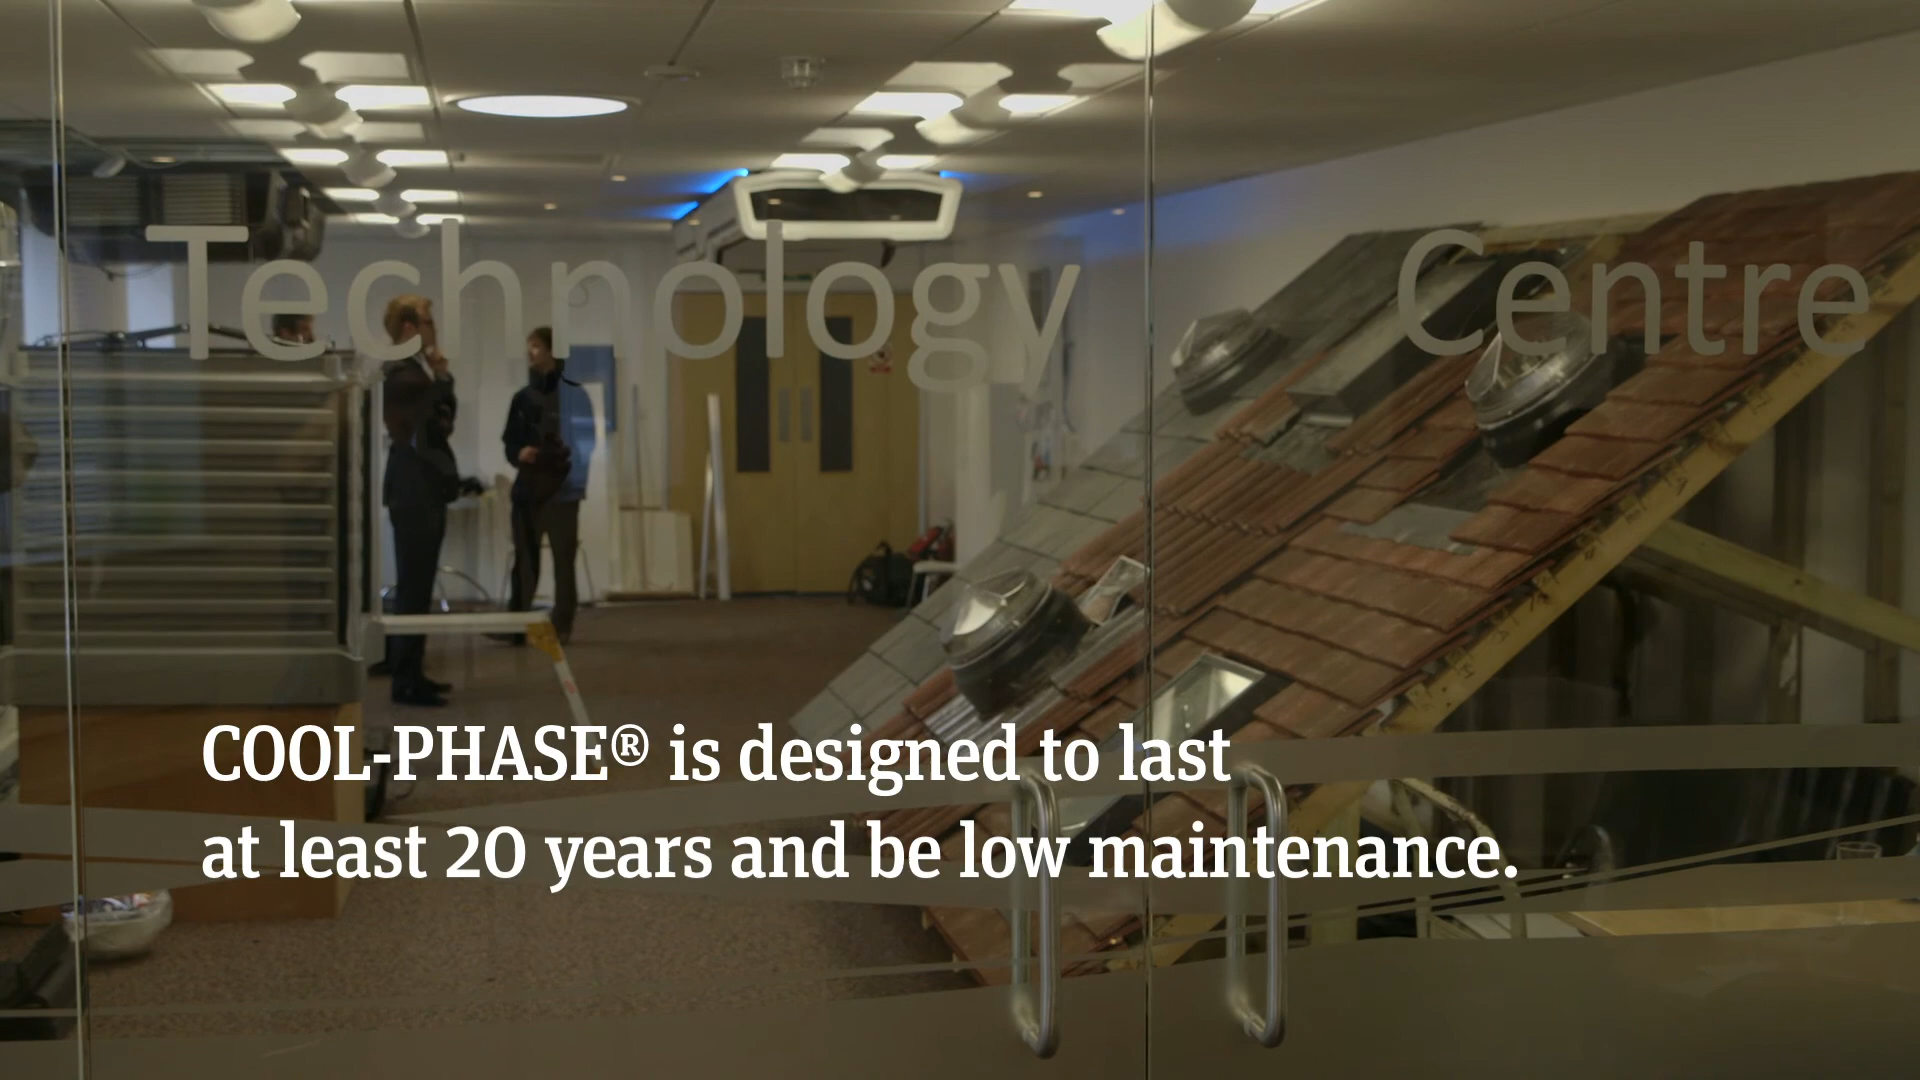 Technology Centre
COOL-PHASE® is designed to last
at least 20 years and be low maintenance.